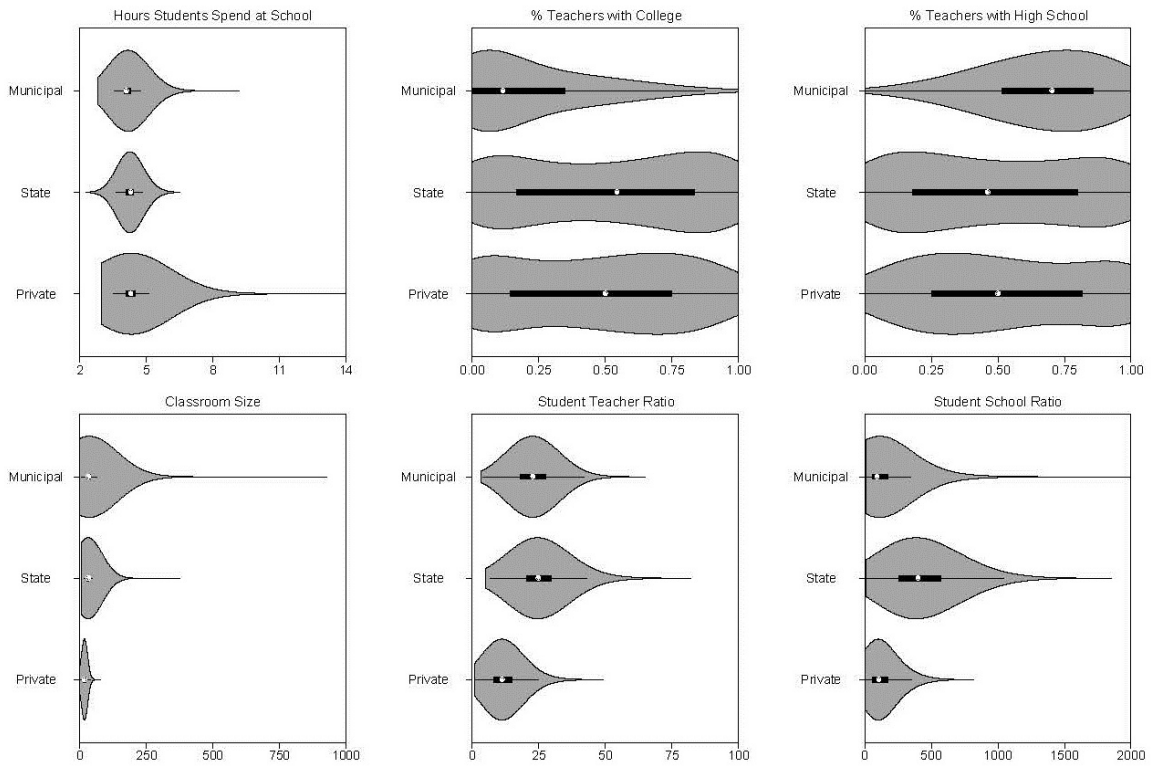 Hours Students Spend at School
Municipal
State
Private
2 5 8 11 14
% Teachers with College
Municipal
State
Private
0.00 0.25 0.50 0.75 1.00
% Teachers with High School
Municipal
State
Private
0.00 0.25 0.50 0.75 1.00
Classroom Size
Municipal
State
Private
0 250 500 750 1000
Student Teacher Ratio
Municipal
State
Private
0 25 50 75 100
Student School Ratio
Municipal
State
Private
0 500 1000 1500 2000